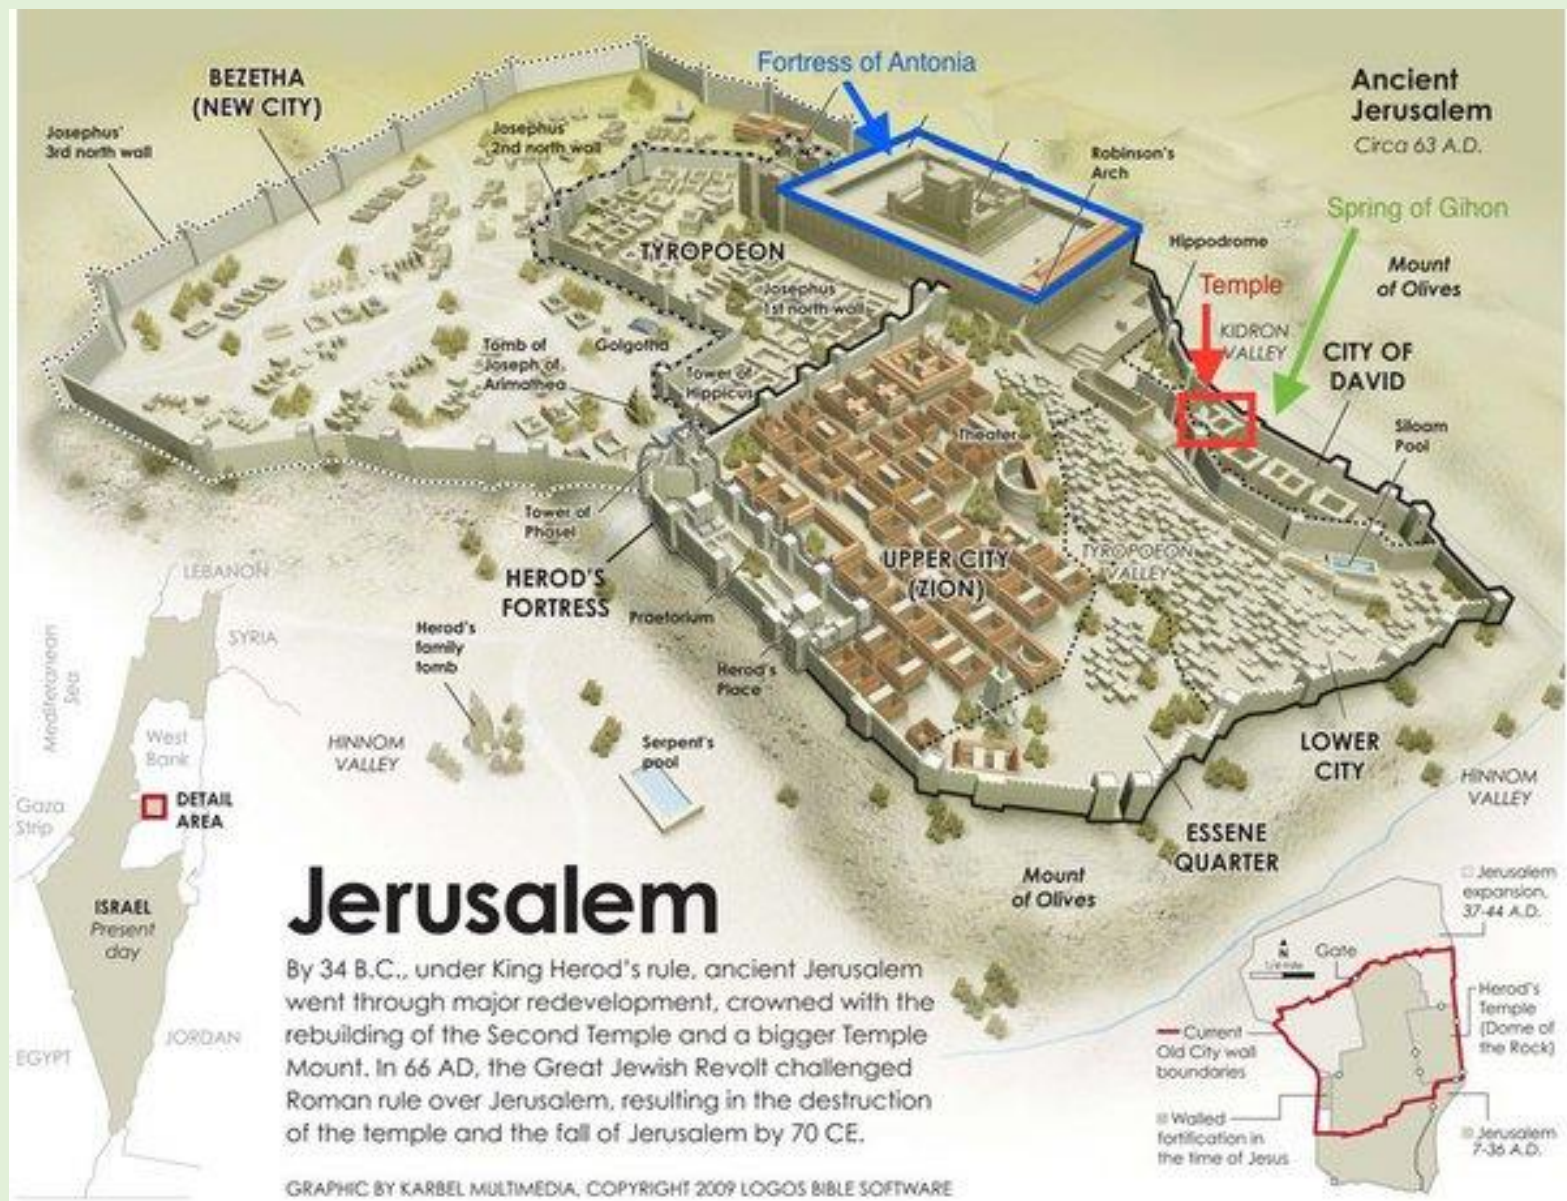 Fortress of Antonia
BEZETHA
(NEW CITY)
Ancient
Jerusalem
Circa 63 A.D.
Josephus'
3rd north wall
Josephus'
2nd north wall
Robinson's
Arch
Spring of Gihon
Hippodrome
Mount
of Olives
TYROPOEON
Temple
Josephus
1st north wall
KIDRON
VALLEY
CITY OF
DAVID
Tomb of
Joseph of
Arimathea
Golgotha
Tower of
Hippicus
Siloam
Pool
Theater
Tower of
Phasel
UPPER CITY
(ZION)
TYROPOEON
VALLEY
HEROD'S
FORTRESS
Praetorium
Herod's
family
tomb
Herod's
Place
HINNOM
VALLEY
Serpent's
pool
LOWER
CITY
HINNOM
VALLEY
ESSENE
QUARTER
Mount
of Olives
LEBANON
SYRIA
Mediteranean
Sea
West
Bank
Gaza
Strip
DETAIL
AREA
ISRAEL
Present
day
JORDAN
EGYPT
Jerusalem
By 34 B.C., under King Herod's rule, ancient Jerusalem
went through major redevelopment, crowned with the
rebuilding of the Second Temple and a bigger Temple
Mount. In 66 AD, the Great Jewish Revolt challenged
Roman rule over Jerusalem, resulting in the destruction
of the temple and the fall of Jerusalem by 70 CE.
GRAPHIC BY KARBEL MULTIMEDIA, COPYRIGHT 2009 LOGOS BIBLE SOFTWARE
Jerusalem
expansion,
37-44 A.D.
N
1/4 mile
Gate
Herod's
Temple
(Dome of
the Rock)
Current
Old City wall
boundaries
Walled
fortification in
the time of Jesus
Jerusalem
7-36 A.D.